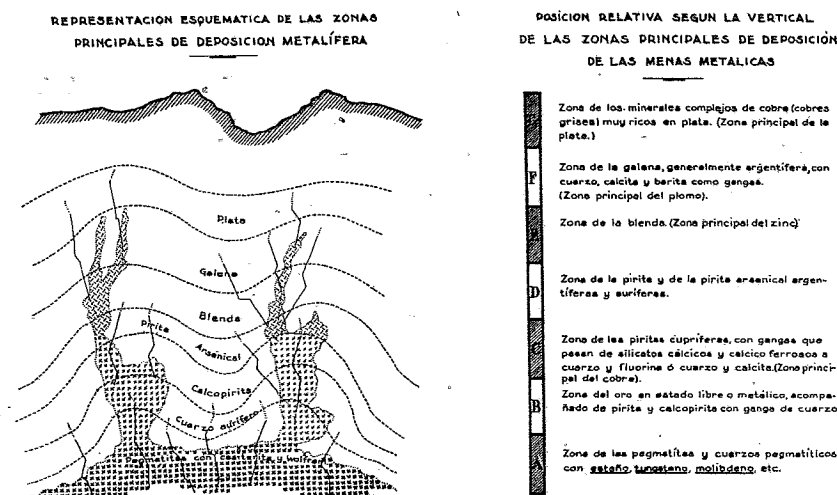 REPRESENTACION ESQUEMATICA DE LAS ZONAS
PRINCIPALES DE DEPOSICION METALÍFERA
Plata
Galena
Blenda
Pirita
Arsenical
Calcopirita
Cuarzo aurífero
Pegmatitas con casiterita y wolframio
POSICION RELATIVA SEGUN LA VERTICAL
DE LAS ZONAS PRINCIPALES DE DEPOSICIÓN
DE LAS MENAS METALICAS
Zona de los minerales complejos de cobre (cobres
grises) muy ricos en plata. (Zona principal de la
plata.)
F
Zona de la galena, generalmente argentífera, con
cuarzo, calcita y barita como gangas.
(Zona principal del plomo).
E
Zona de la blenda. (Zona principal del zinc)
D
Zona de la pirita y de la pirita arsenical argen-
tíferas y auríferas.
C
Zona de las piritas cupríferas, con gangas que
pasan de silicatos cálcicos y calcico ferrosos a
cuarzo y fluorina ó cuarzo y calcita. (Zona princi-
pal del cobre).
B
Zona del oro en estado libre o metálico, acompa-
ñado de pirita y calcopirita con ganga de cuarzo
A
Zona de las pegmatitas y cuarzos pegmatíticos
con estaño, tungsteno, molibdeno, etc.